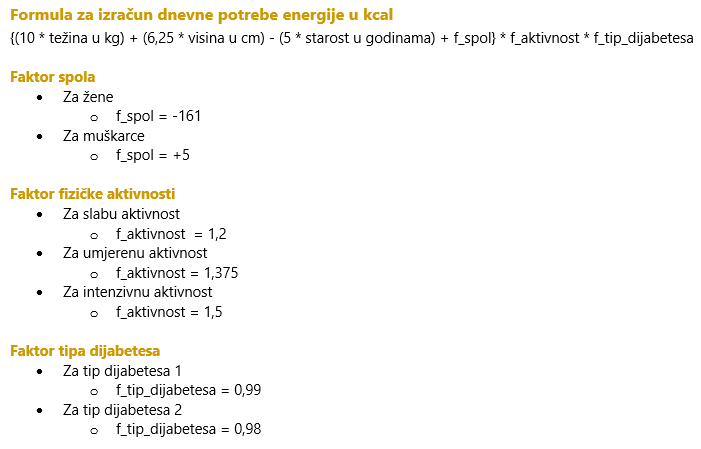 Formula za izračun dnevne potrebe energije u kcal
{(10 * težina u kg) + (6,25 * visina u cm) - (5 * starost u godinama) + f_spol} * f_aktivnost * f_tip_dijabetesa
Faktor spola
• Za žene
o f_spol = -161
• Za muškarce
o f_spol = +5
Faktor fizičke aktivnosti
• Za slabu aktivnost
o f_aktivnost = 1,2
• Za umjerenu aktivnost
o f_aktivnost = 1,375
• Za intenzivnu aktivnost
o f_aktivnost = 1,5
Faktor tipa dijabetesa
• Za tip dijabetesa 1
o f_tip_dijabetesa = 0,99
• Za tip dijabetesa 2
o f_tip_dijabetesa = 0,98